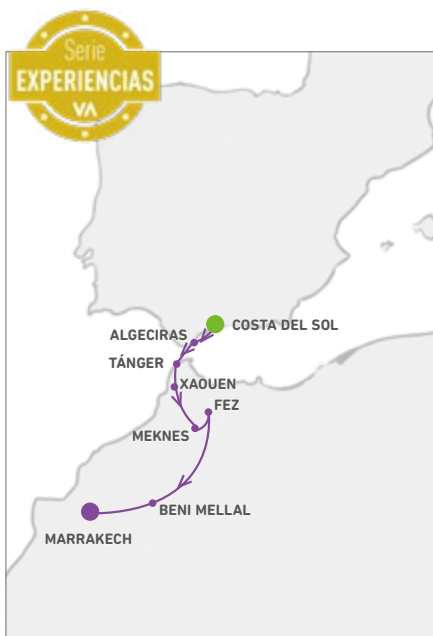 Serie
EXPERIENCIAS
VA
COSTA DEL SOL
ALGECIRAS
TÁNGER
XAOUEN
FEZ
MEKNES
BENI MELLAL
MARRAKECH